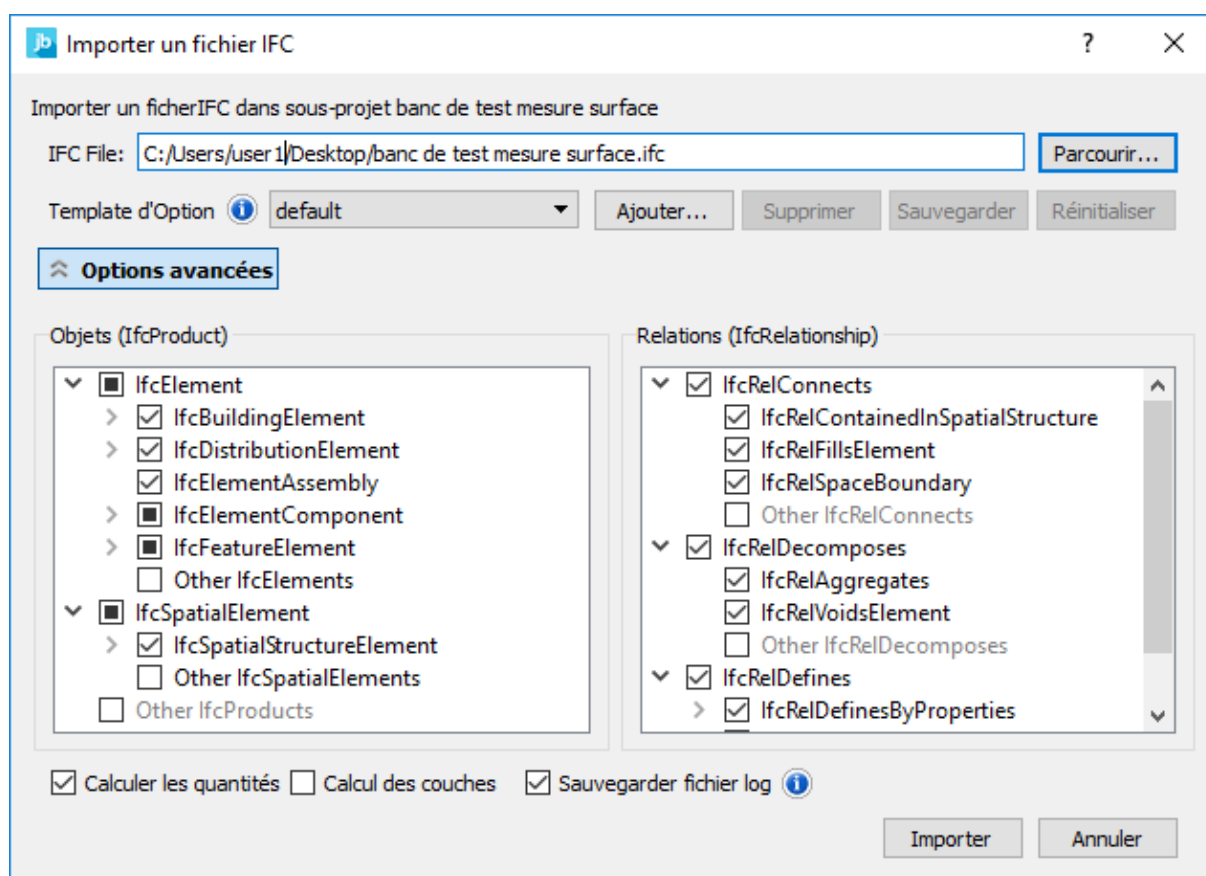 jb Importer un fichier IFC ?
Importer un ficherIFC dans sous-projet banc de test mesure surface
IFC File: C:/Users/user1/Desktop/banc de test mesure surface.ifc Parcourir...
Template d'Option i default Ajouter... Supprimer Sauvegarder Réinitialiser
Options avancées
Objets (IfcProduct)
IfcElement
IfcBuildingElement
IfcDistributionElement
IfcElementAssembly
IfcElementComponent
IfcFeatureElement
Other IfcElements
IfcSpatialElement
IfcSpatialStructureElement
Other IfcSpatialElements
Other IfcProducts
Relations (IfcRelationship)
IfcRelConnects
IfcRelContainedInSpatialStructure
IfcRelFillsElement
IfcRelSpaceBoundary
Other IfcRelConnects
IfcRelDecomposes
IfcRelAggregates
IfcRelVoidsElement
Other IfcRelDecomposes
IfcRelDefines
IfcRelDefinesByProperties
Calculer les quantités Calcul des couches Sauvegarder fichier log i
Importer Annuler